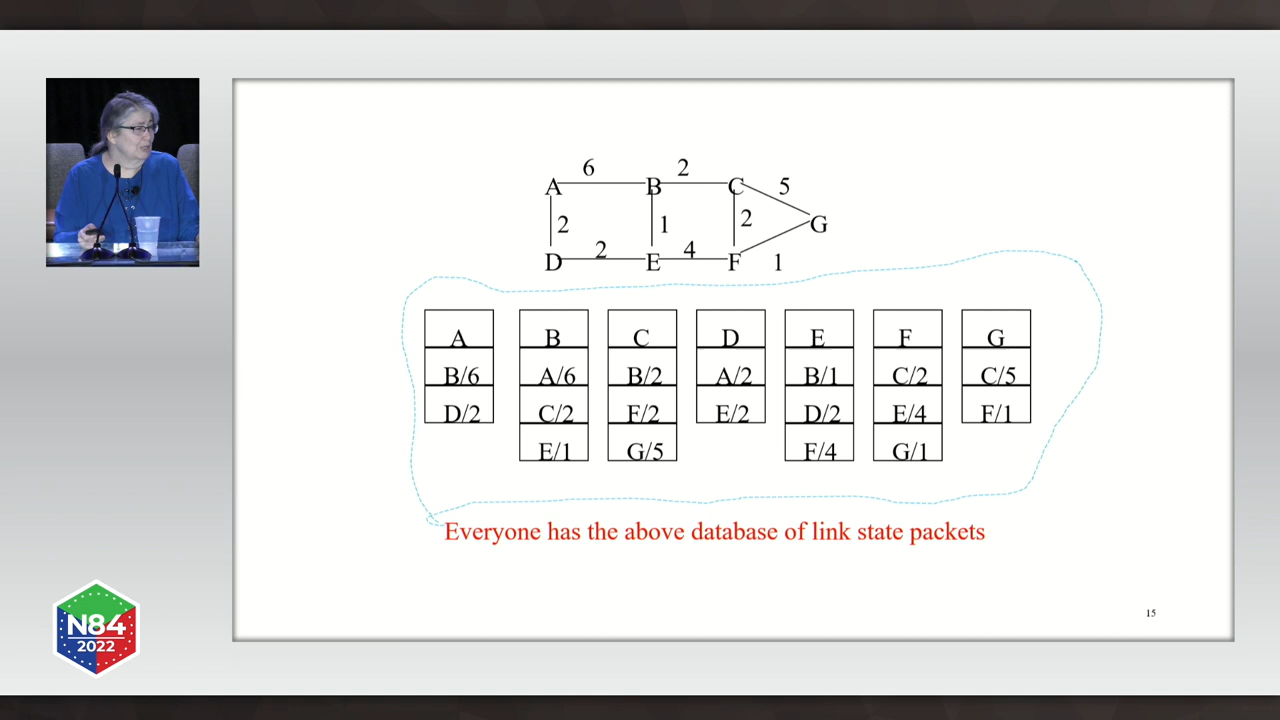 6 2
A B C 5
2 1 2 G
2 4
D E F 1
A B C D E F G
B/6 A/6 B/2 A/2 B/1 C/2 C/5
D/2 C/2 F/2 E/2 D/2 E/4 F/1
E/1 G/5 F/4 G/1
Everyone has the above database of link state packets
15
N84
2022